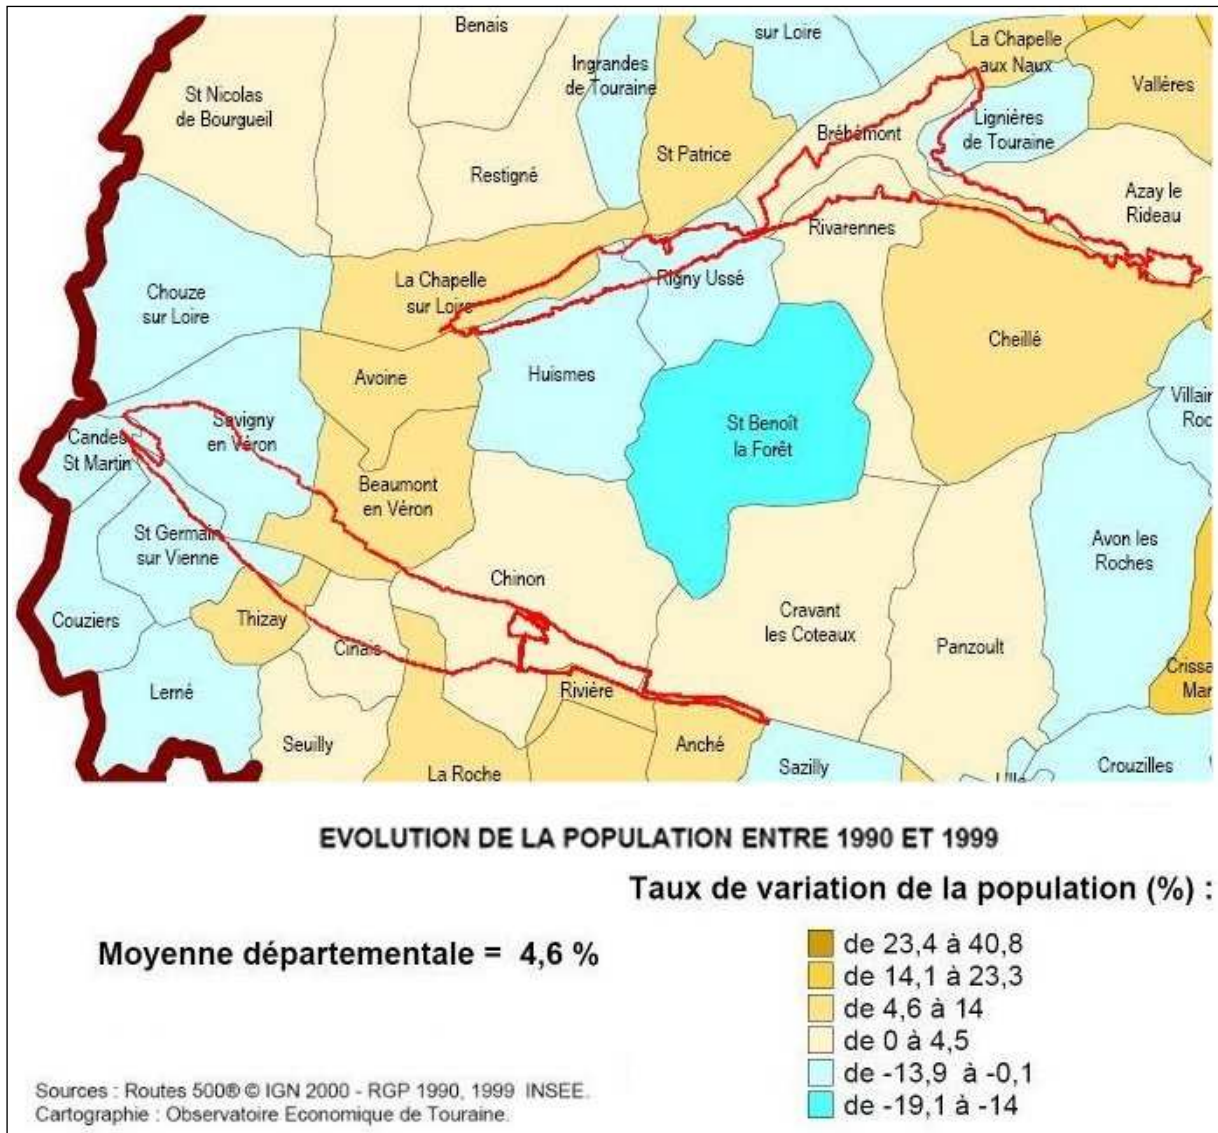 Benais
sur Loire
La Chapelle
aux Naux
Ingrandes
de Touraine
Vallères
St Nicolas
de Bourgueil
Lignières
de Touraine
Bréhémont
St Patrice
Restigné
Azay le
Rideau
Rivarennes
La Chapelle
sur Loire
Rigny Ussé
Chouze
sur Loire
Cheillé
Avoine
Huismes
Villain
Roc
Savigny
en Véron
St Benoît
la Forêt
Candes
St Martin
Beaumont
en Véron
St Germain
sur Vienne
Avon les
Roches
Chinon
Couziers
Thizay
Cravant
les Coteaux
Cinais
Panzoult
Crissa
Mar
Lerné
Rivière
Seuilly
Anché
La Roche
Sazilly
Crouzilles
EVOLUTION DE LA POPULATION ENTRE 1990 ET 1999
Taux de variation de la population (%) :
Moyenne départementale = 4,6 %
de 23,4 à 40,8
de 14,1 à 23,3
de 4,6 à 14
de 0 à 4,5
de -13,9 à -0,1
de -19,1 à -14
Sources : Routes 500® © IGN 2000 - RGP 1990, 1999 INSEE.
Cartographie : Observatoire Economique de Touraine.